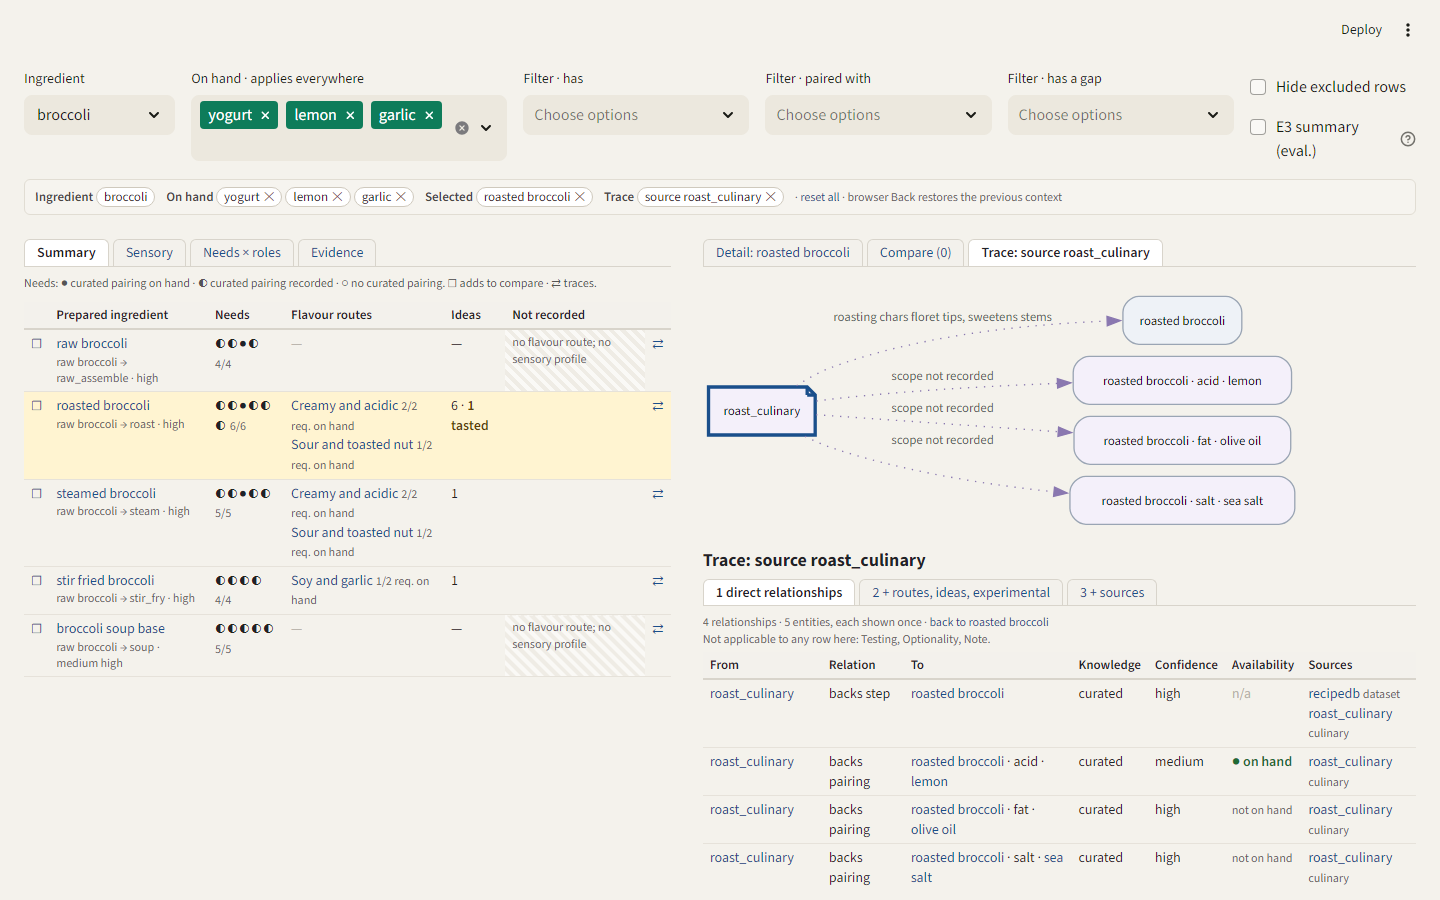 Deploy
Ingredient
On hand · applies everywhere
Filter · has
Filter · paired with
Filter · has a gap
broccoli
yogurt × lemon × garlic ×
Choose options
Choose options
Choose options
Hide excluded rows
E3 summary
(eval.)
Ingredient broccoli On hand yogurt × lemon × garlic × Selected roasted broccoli × Trace source roast_culinary × · reset all · browser Back restores the previous context
Summary Sensory Needs × roles Evidence
Needs: ● curated pairing on hand · ◐ curated pairing recorded · ○ no curated pairing. ☐ adds to compare · ⇄ traces.
Prepared ingredient Needs Flavour routes Ideas Not recorded
☐ raw broccoli ◐◐●◐ — — no flavour route; no ⇄
raw broccoli → 4/4 sensory profile
raw_assemble · high
☐ roasted broccoli ◐◐●◐◐ Creamy and acidic 2/2 6 · 1 ⇄
raw broccoli → roast · high ◐ 6/6 req. on hand tasted
Sour and toasted nut 1/2
req. on hand
☐ steamed broccoli ◐◐●◐◐ Creamy and acidic 2/2 1 ⇄
raw broccoli → steam · high 5/5 req. on hand
Sour and toasted nut 1/2
req. on hand
☐ stir fried broccoli ◐◐◐◐ Soy and garlic 1/2 req. on 1 ⇄
raw broccoli → stir_fry · high 4/4 hand
☐ broccoli soup base ◐◐◐◐◐ — — no flavour route; no ⇄
raw broccoli → soup · 5/5 sensory profile
medium high
Detail: roasted broccoli Compare (0) Trace: source roast_culinary
roasting chars floret tips, sweetens stems
roasted broccoli
scope not recorded
roasted broccoli · acid · lemon
roast_culinary
scope not recorded
roasted broccoli · fat · olive oil
scope not recorded
roasted broccoli · salt · sea salt
Trace: source roast_culinary
1 direct relationships 2 + routes, ideas, experimental 3 + sources
4 relationships · 5 entities, each shown once · back to roasted broccoli
Not applicable to any row here: Testing, Optionality, Note.
From Relation To Knowledge Confidence Availability Sources
roast_culinary backs step roasted broccoli curated high n/a recipedb dataset
roast_culinary
culinary
roast_culinary backs roasted broccoli · acid · curated medium ● on hand roast_culinary
pairing lemon culinary
roast_culinary backs roasted broccoli · fat · curated high not on hand roast_culinary
pairing olive oil culinary
roast_culinary backs roasted broccoli · salt · sea curated high not on hand roast_culinary
pairing salt culinary